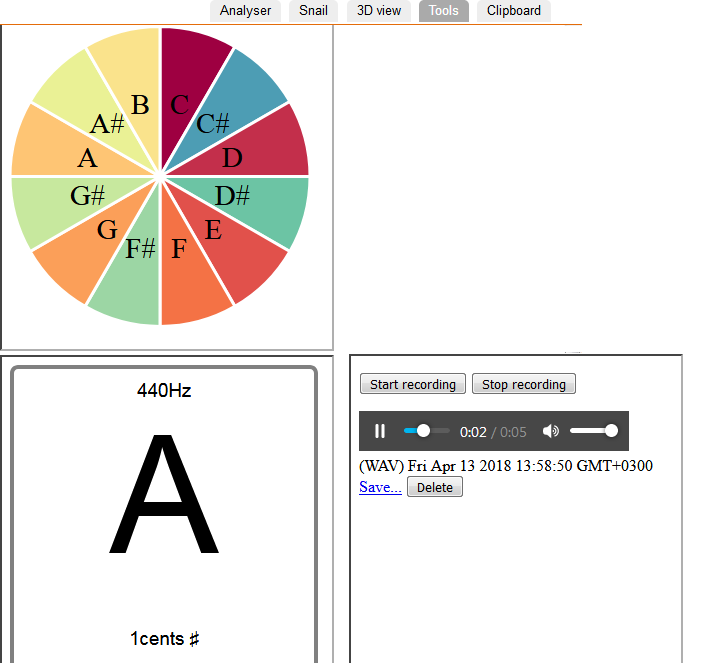 Analyser Snail 3D view Tools Clipboard
B C
A# C#
A D
G# D#
G E
F# F
440Hz
A
1cents ♯
Start recording Stop recording
0:02 / 0:05
(WAV) Fri Apr 13 2018 13:58:50 GMT+0300
Save... Delete